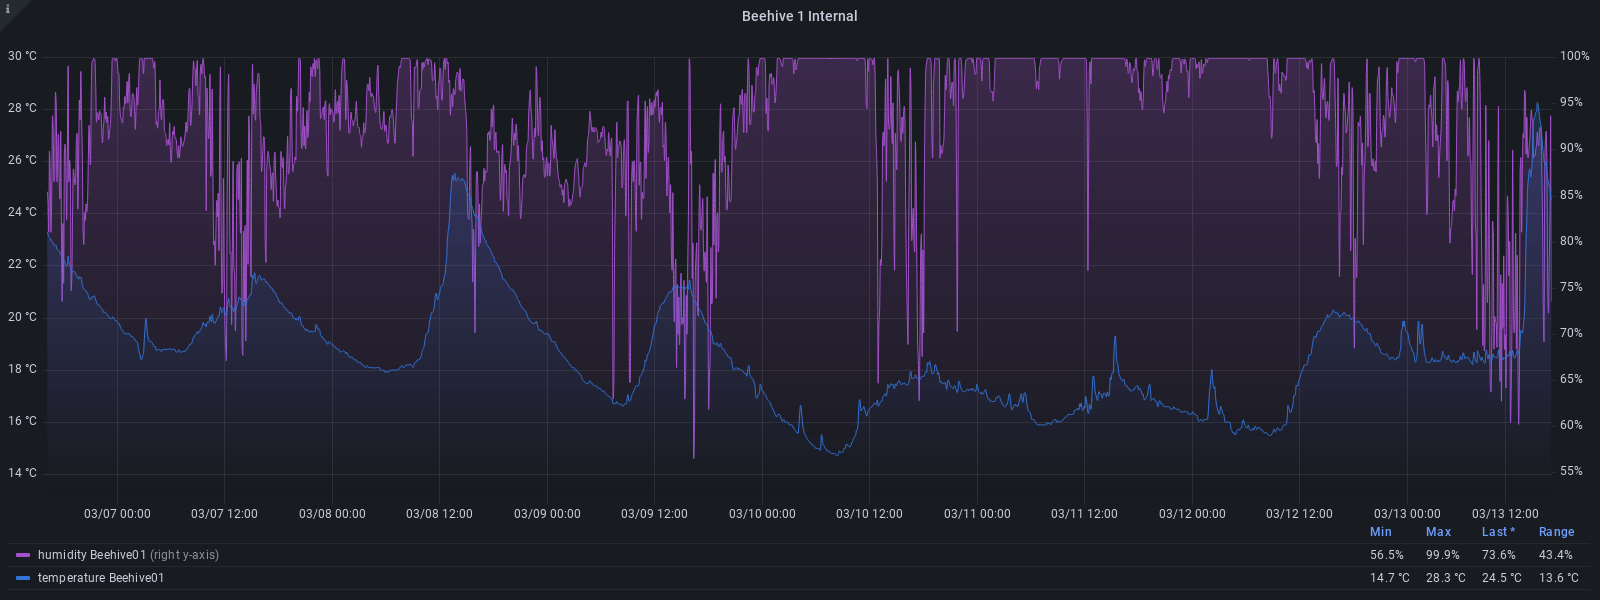 i
Beehive 1 Internal
30 °C
28 °C
26 °C
24 °C
22 °C
20 °C
18 °C
16 °C
14 °C
100%
95%
90%
85%
80%
75%
70%
65%
60%
55%
03/07 00:00 03/07 12:00 03/08 00:00 03/08 12:00 03/09 00:00 03/09 12:00 03/10 00:00 03/10 12:00 03/11 00:00 03/11 12:00 03/12 00:00 03/12 12:00 03/13 00:00 03/13 12:00
Min Max Last * Range
humidity Beehive01 (right y-axis) 56.5% 99.9% 73.6% 43.4%
temperature Beehive01 14.7 °C 28.3 °C 24.5 °C 13.6 °C